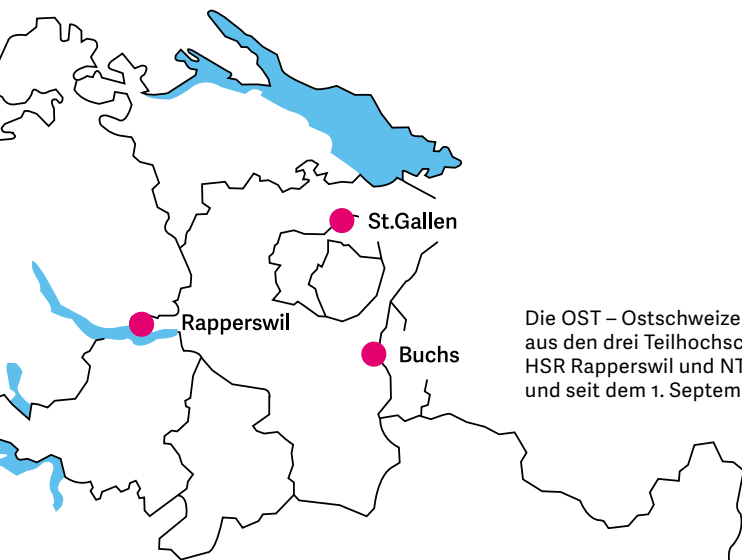 St.Gallen
Rapperswil
Buchs
Die OST – Ostschweize
aus den drei Teilhochsc
HSR Rapperswil und NT
und seit dem 1. Septem